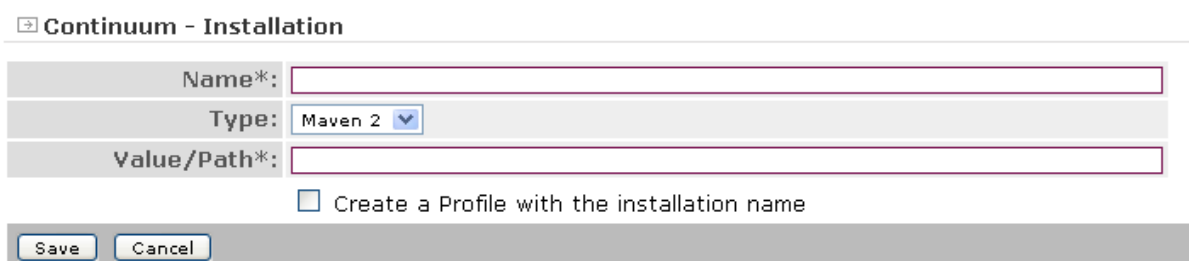 Continuum - Installation
Name*:
Type: Maven 2
Value/Path*:
Create a Profile with the installation name
Save Cancel